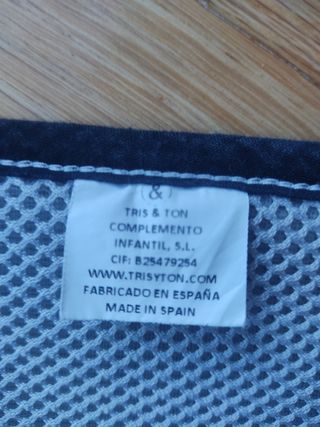 (&)
TRIS & TON
COMPLEMENTO
INFANTIL, S.L.
CIF: B25479254
WWW.TRISYTON.COM
FABRICADO EN ESPAÑA
MADE IN SPAIN